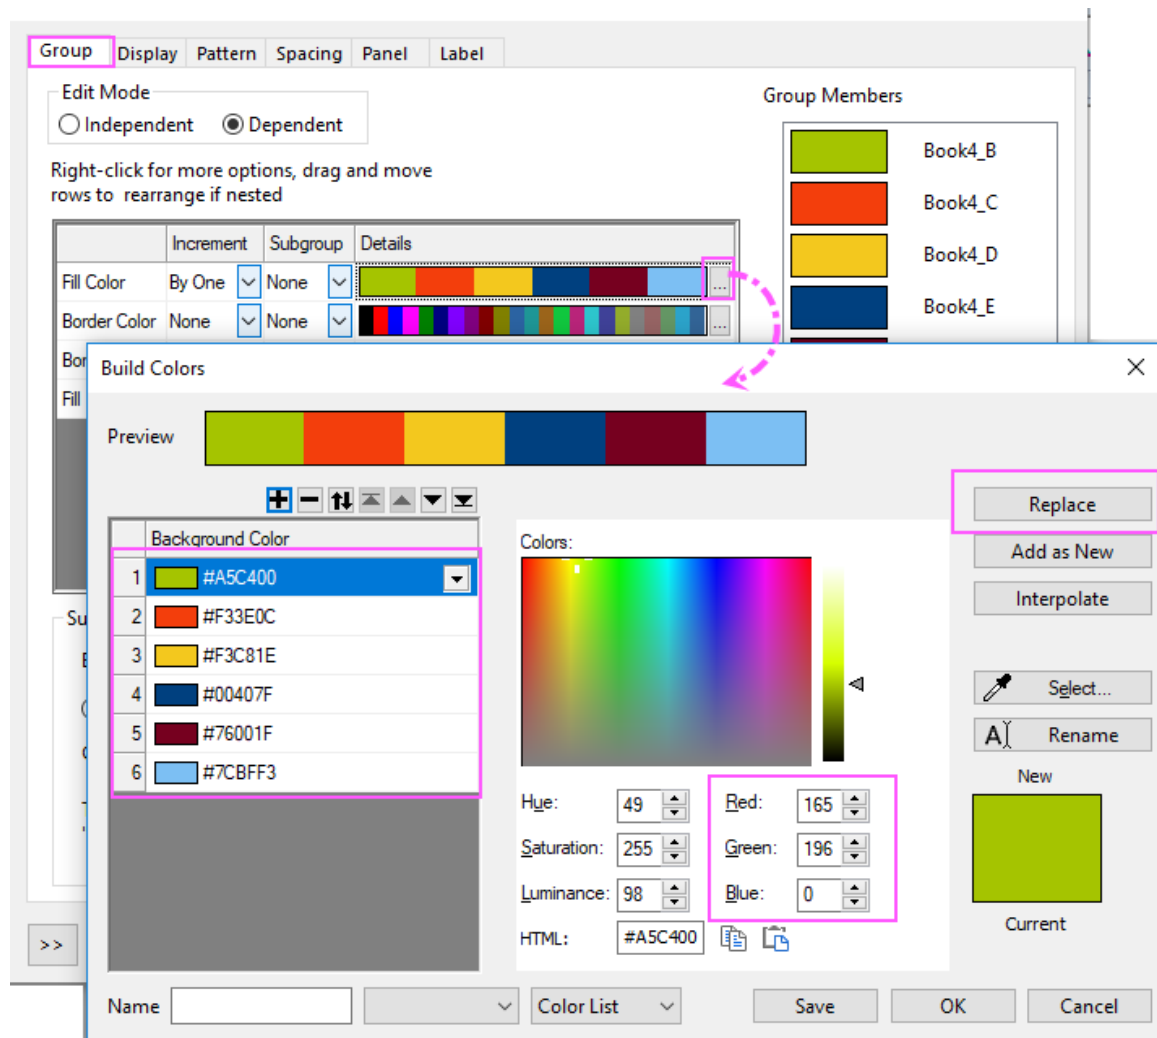 Group Display Pattern Spacing Panel Label
Edit Mode
Independent Dependent
Right-click for more options, drag and move
rows to rearrange if nested
Increment Subgroup Details
Fill Color By One None ...
Border Color None None ...
Bor
Fill
Su
>>
Group Members
Book4_B
Book4_C
Book4_D
Book4_E
Build Colors
Preview
Background Color
1 #A5C400
2 #F33E0C
3 #F3C81E
4 #00407F
5 #76001F
6 #7CBFF3
Colors:
Hue: 49 Red: 165
Saturation: 255 Green: 196
Luminance: 98 Blue: 0
HTML: #A5C400
Replace
Add as New
Interpolate
Select...
A Rename
New
Current
Name Color List Save OK Cancel